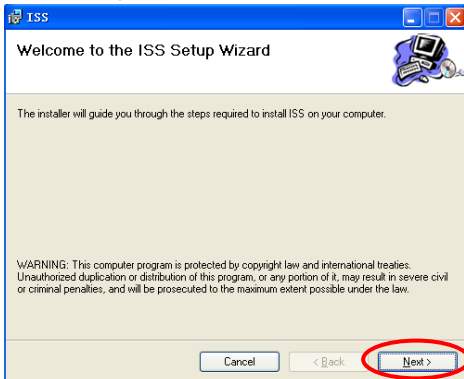 ISS
Welcome to the ISS Setup Wizard
The installer will guide you through the steps required to install ISS on your computer.
WARNING: This computer program is protected by copyright law and international treaties.
Unauthorized duplication or distribution of this program, or any portion of it, may result in severe civil
or criminal penalties, and will be prosecuted to the maximum extent possible under the law.
Cancel < Back Next >